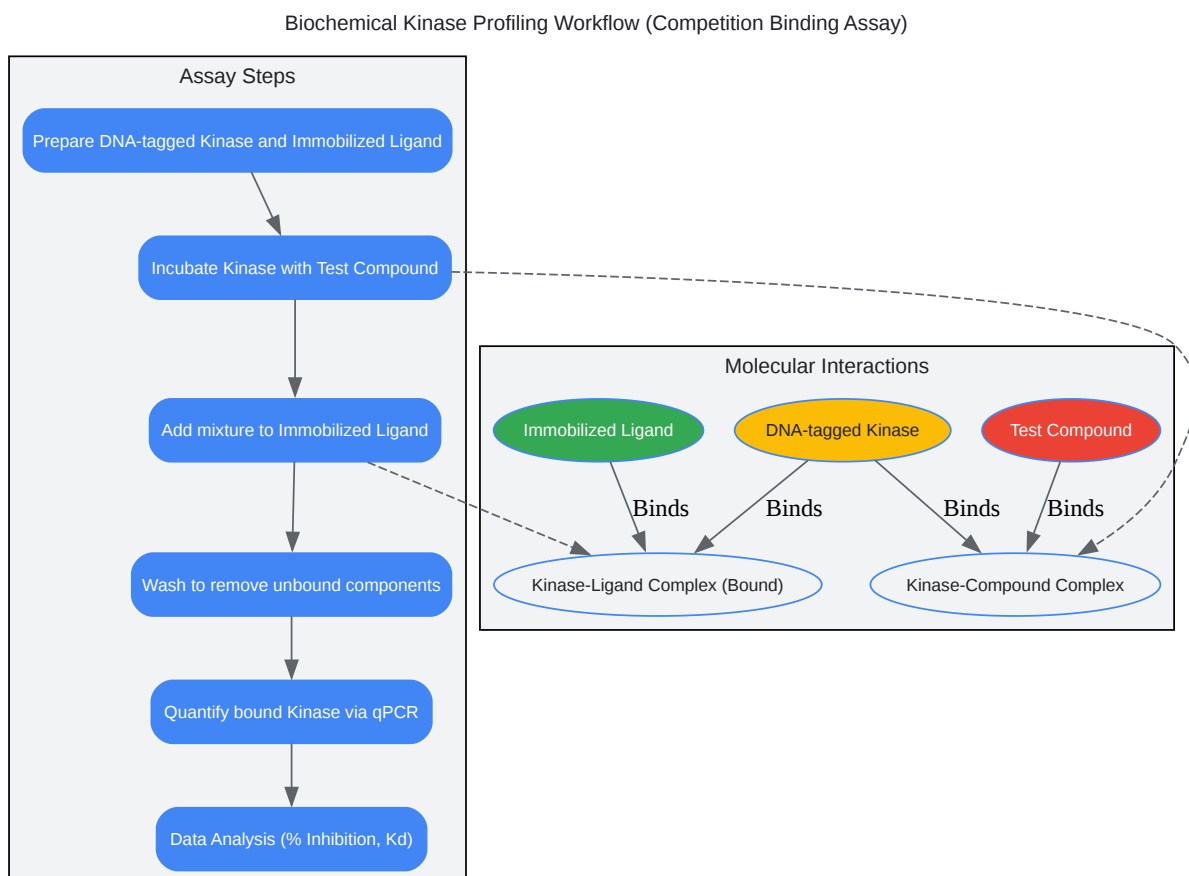 Biochemical Kinase Profiling Workflow (Competition Binding Assay)
Assay Steps
Prepare DNA-tagged Kinase and Immobilized Ligand
Incubate Kinase with Test Compound
Add mixture to Immobilized Ligand
Wash to remove unbound components
Quantify bound Kinase via qPCR
Data Analysis (% Inhibition, Kd)
Molecular Interactions
Immobilized Ligand
DNA-tagged Kinase
Test Compound
Binds
Binds
Binds
Binds
Kinase-Ligand Complex (Bound)
Kinase-Compound Complex